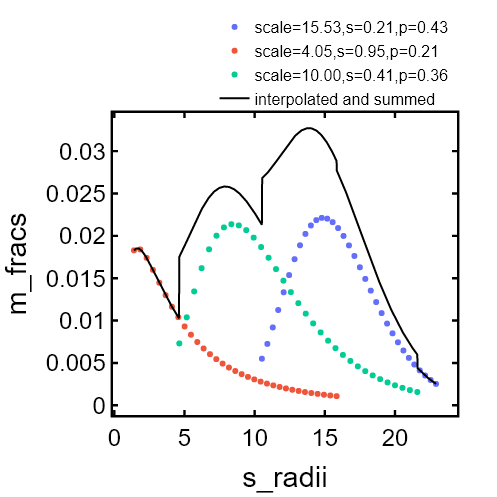 scale=15.53,s=0.21,p=0.43
scale=4.05,s=0.95,p=0.21
scale=10.00,s=0.41,p=0.36
interpolated and summed
0.03
0.025
0.02
0.015
0.01
0.005
0
m_fracs
0 5 10 15 20
s_radii